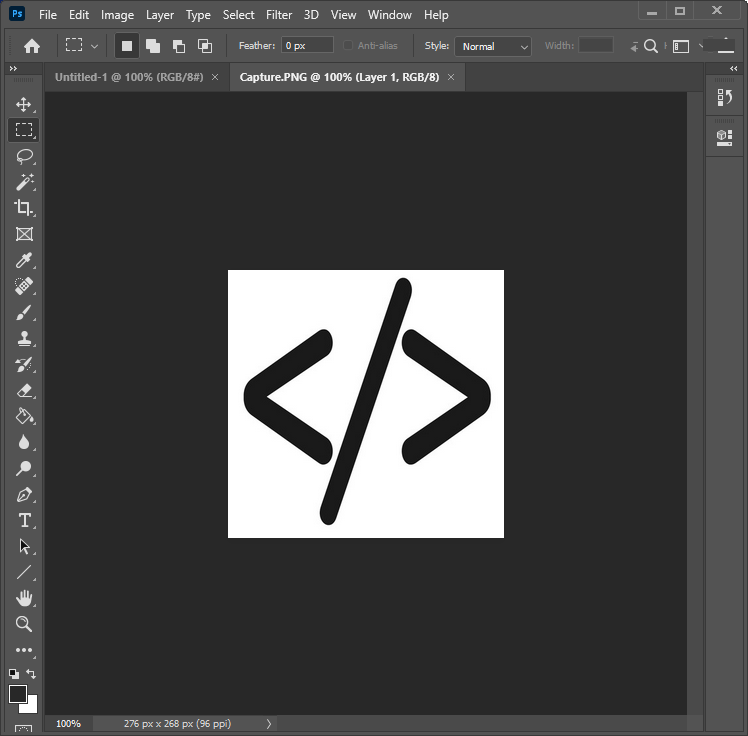 Ps File Edit Image Layer Type Select Filter 3D View Window Help
Feather: 0 px Anti-alias Style: Normal Width:
Untitled-1 @ 100% (RGB/8#) × Capture.PNG @ 100% (Layer 1, RGB/8) ×
</>
100% 276 px x 268 px (96 ppi)